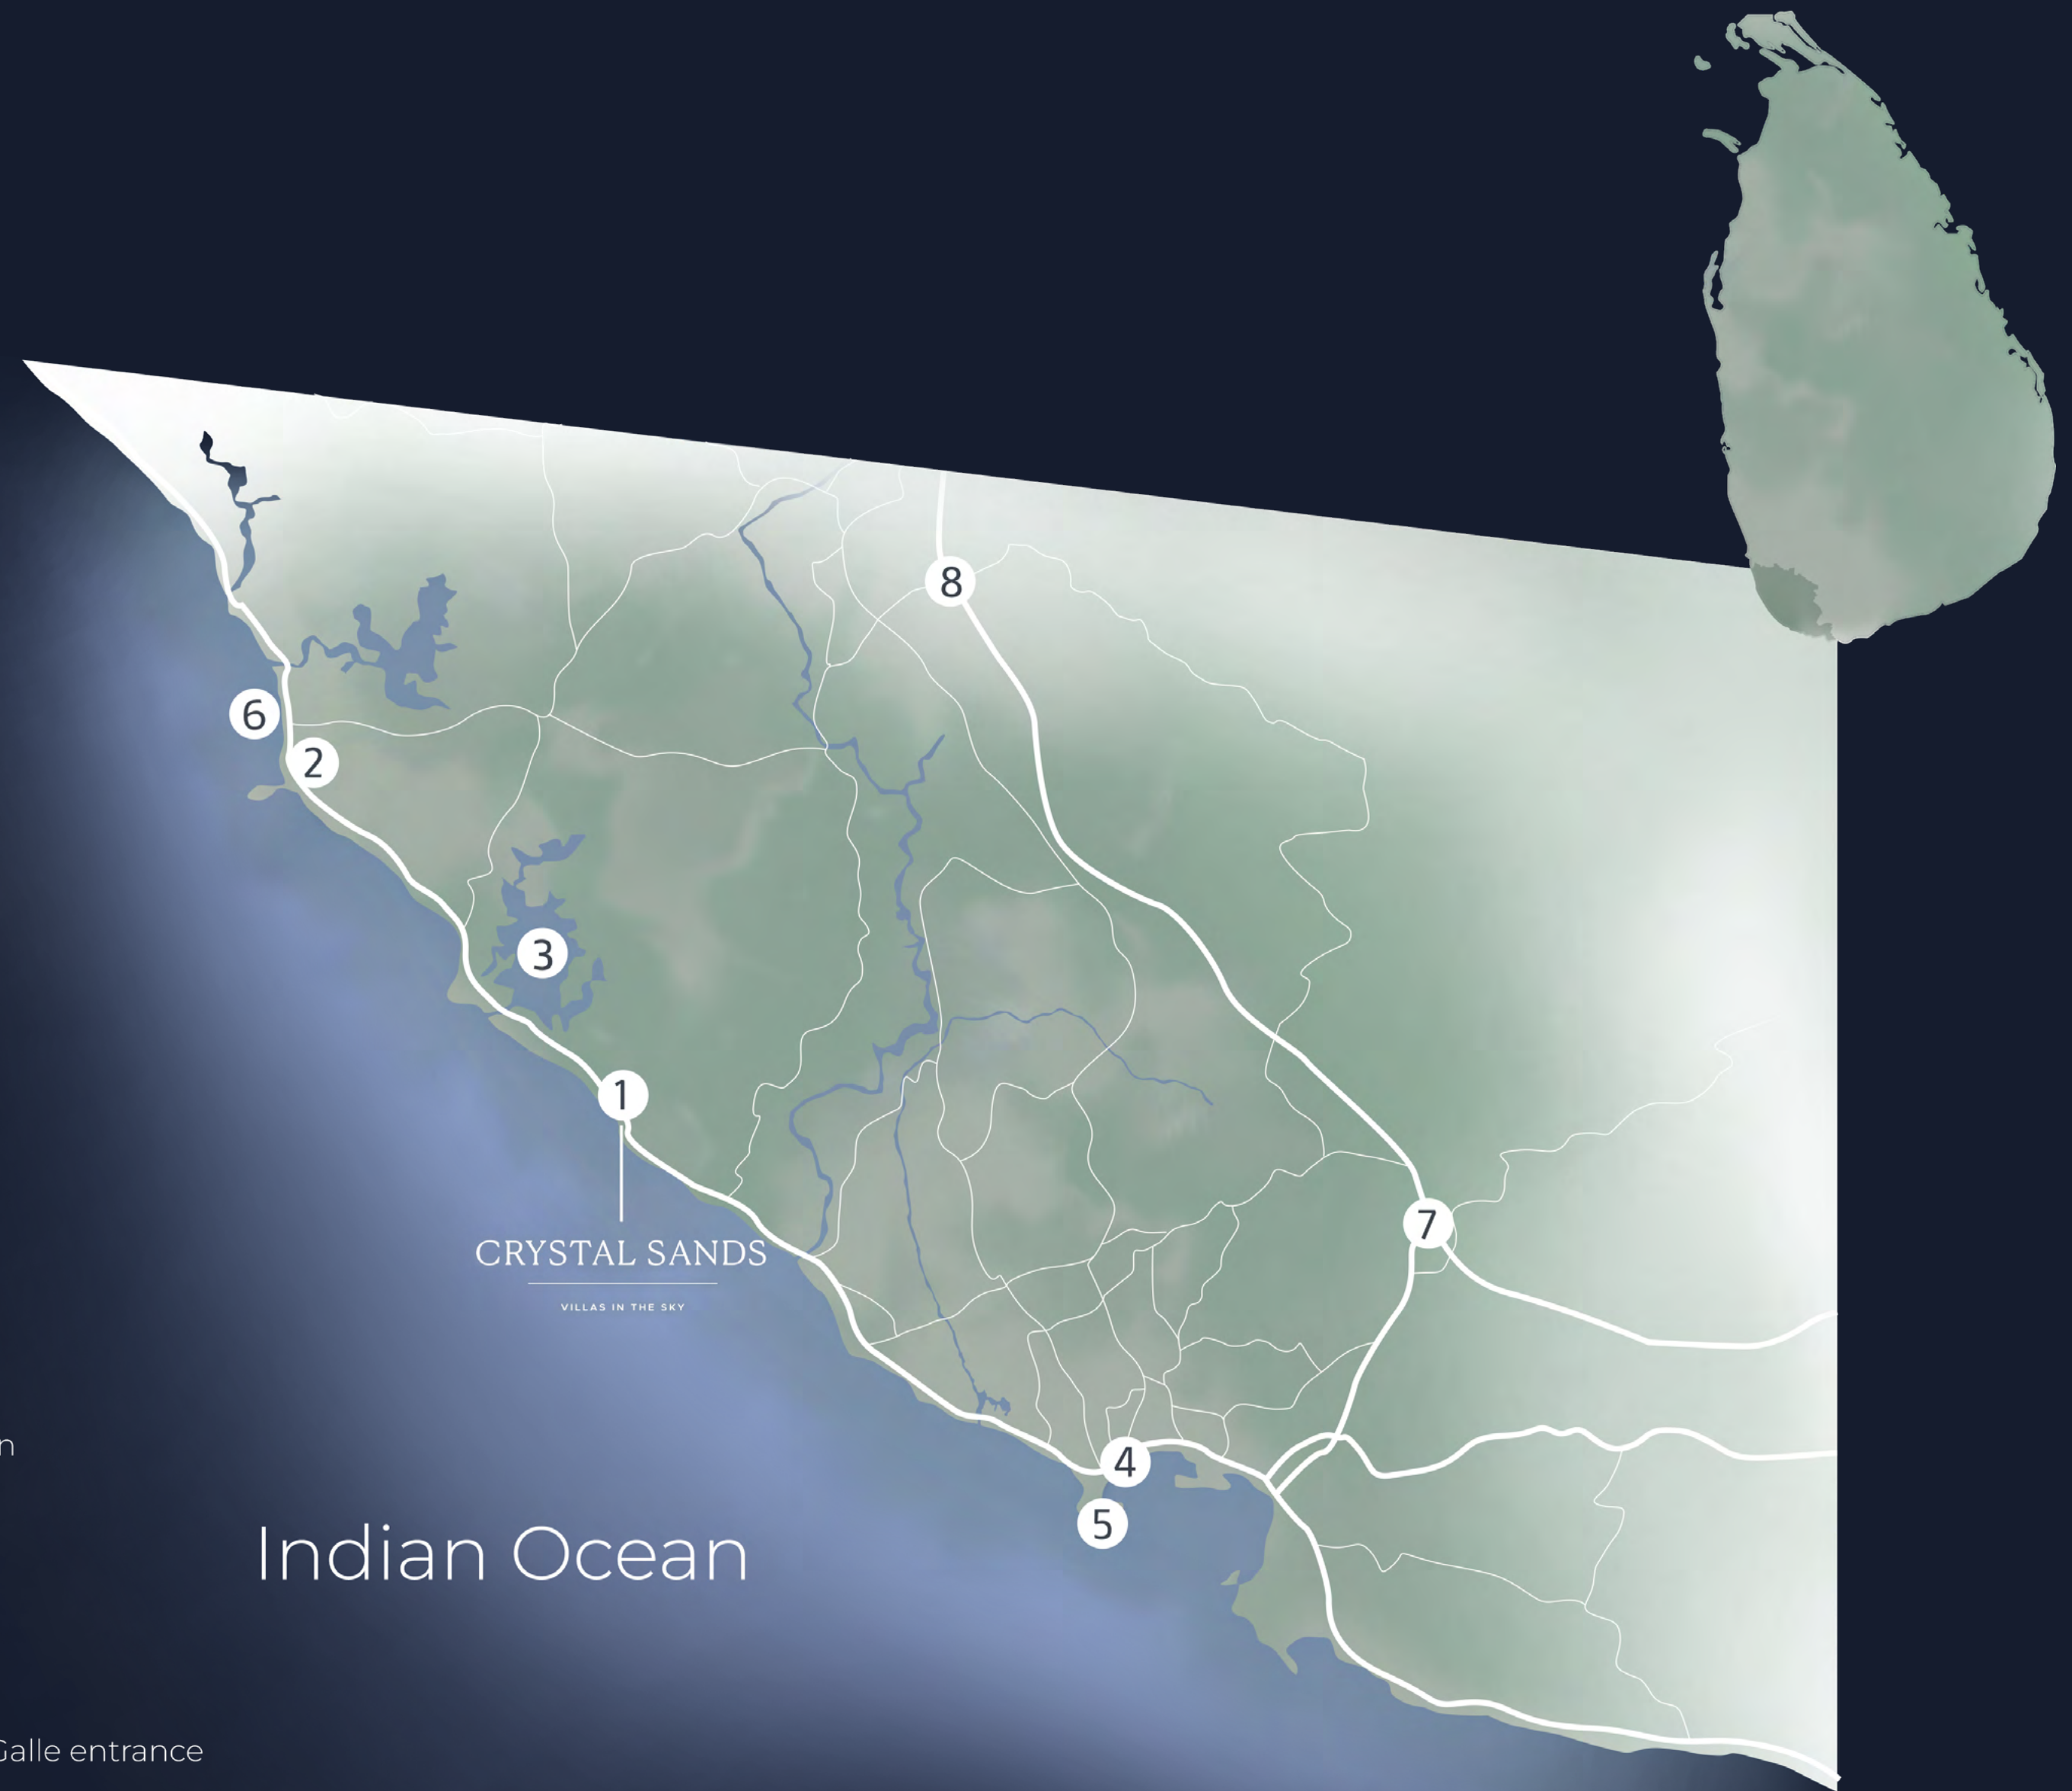 8
6
2
3
1
CRYSTAL SANDS
VILLAS IN THE SKY
7
4
5
n
Indian Ocean
Galle entrance